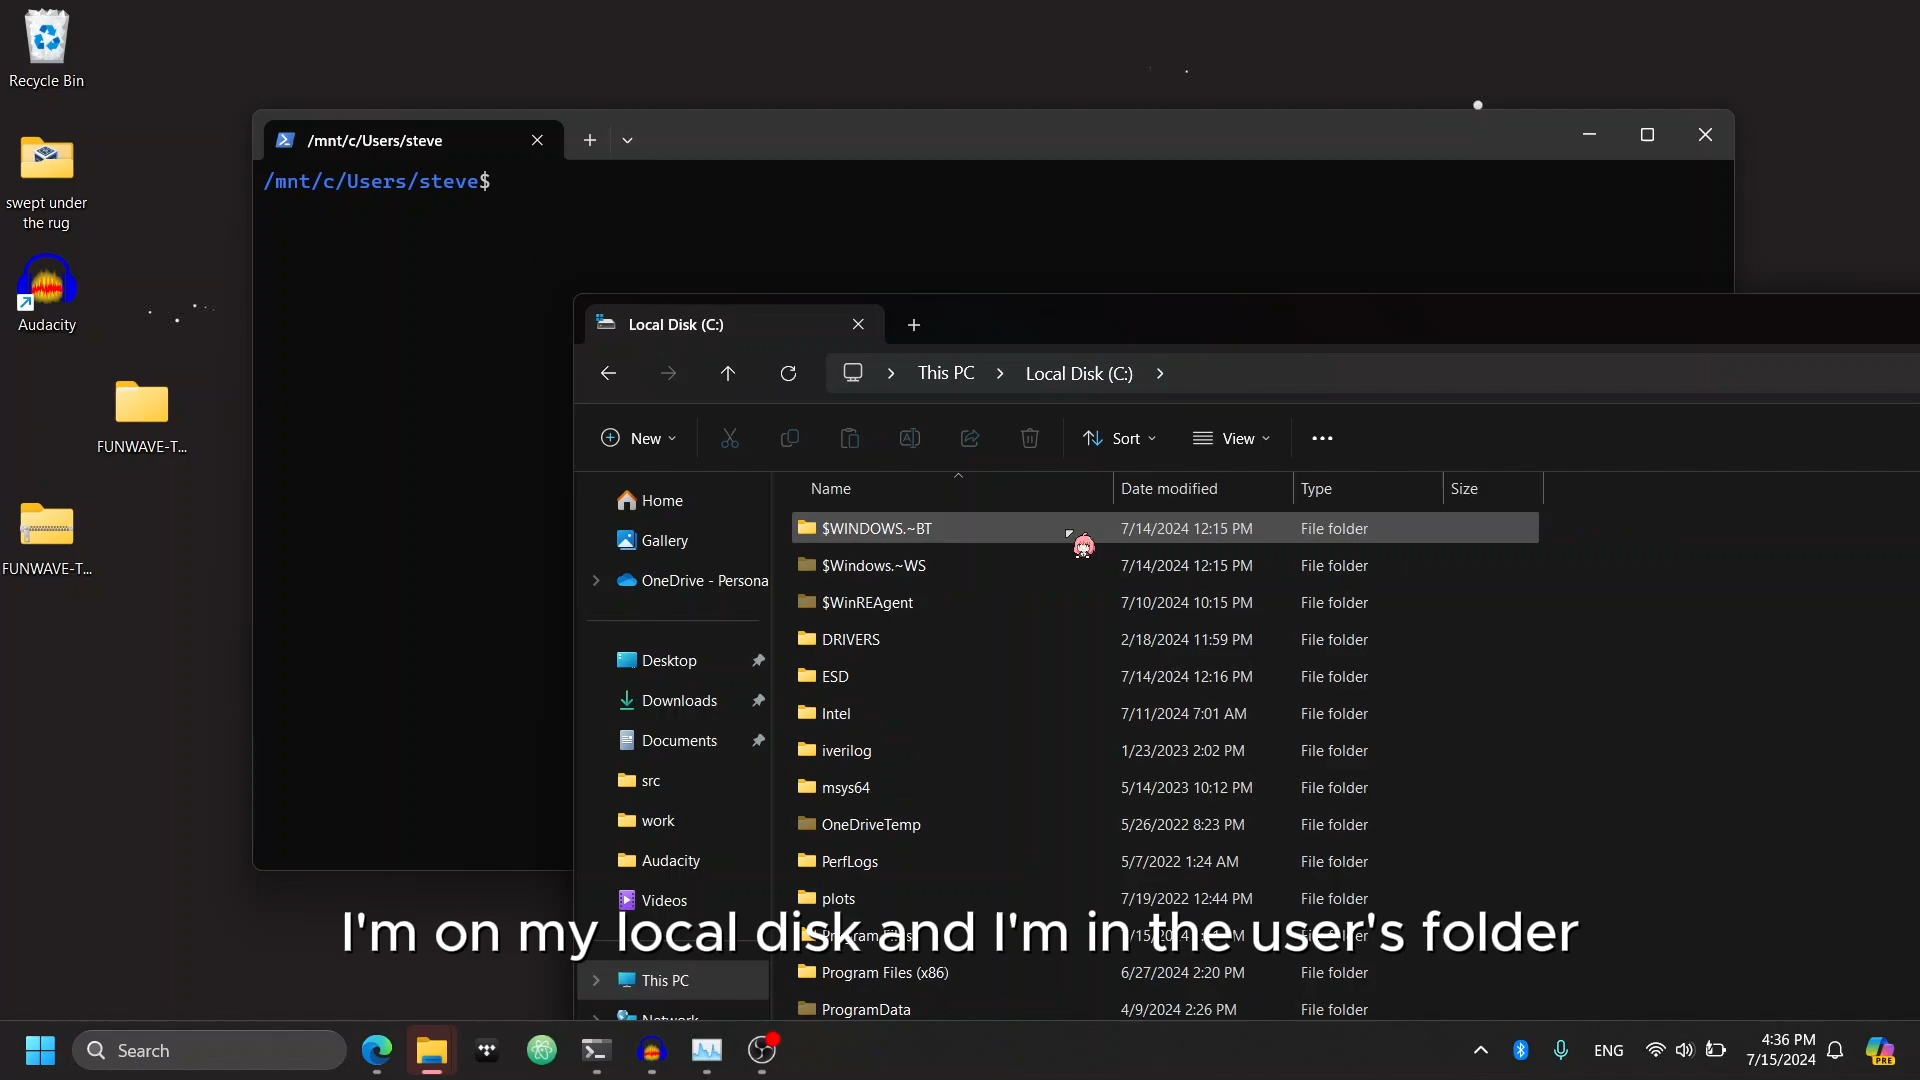 Recycle Bin
swept under
the rug
Audacity
FUNWAVE-T...
FUNWAVE-T...
/mnt/c/Users/steve
/mnt/c/Users/steve$
Local Disk (C:)
This PC
Local Disk (C:)
New
Sort
View
Home
Gallery
OneDrive - Persona
Desktop
Downloads
Documents
src
work
Audacity
Videos
This PC
Network
Name Date modified Type Size
$WINDOWS.~BT 7/14/2024 12:15 PM File folder
$Windows.~WS 7/14/2024 12:15 PM File folder
$WinREAgent 7/10/2024 10:15 PM File folder
DRIVERS 2/18/2024 11:59 PM File folder
ESD 7/14/2024 12:16 PM File folder
Intel 7/11/2024 7:01 AM File folder
iverilog 1/23/2023 2:02 PM File folder
msys64 5/14/2023 10:12 PM File folder
OneDriveTemp 5/26/2022 8:23 PM File folder
PerfLogs 5/7/2022 1:24 AM File folder
plots 7/19/2022 12:44 PM File folder
Program Files File folder
Program Files (x86) 6/27/2024 2:20 PM File folder
ProgramData 4/9/2024 2:26 PM File folder
I'm on my local disk and I'm in the user's folder
Search
ENG
4:36 PM
7/15/2024
PRE